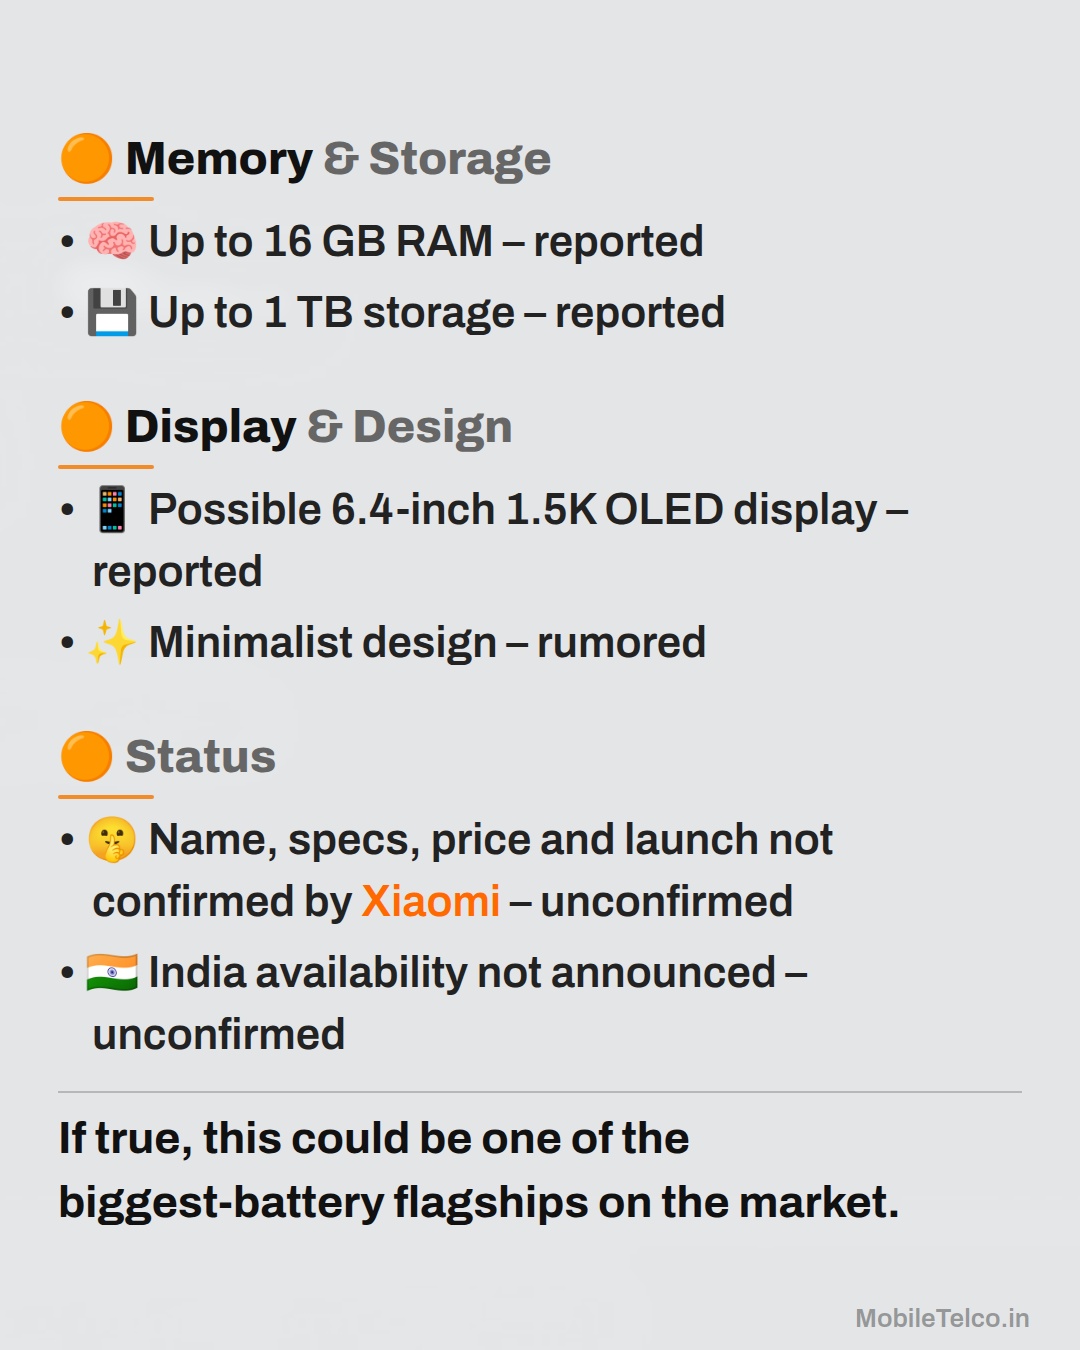 🟠 Memory & Storage
• 🧠 Up to 16 GB RAM – reported
• 💾 Up to 1 TB storage – reported
🟠 Display & Design
• 📱 Possible 6.4-inch 1.5K OLED display –
reported
• ✨ Minimalist design – rumored
🟠 Status
• 🤫 Name, specs, price and launch not
confirmed by Xiaomi – unconfirmed
• 🇮🇳 India availability not announced –
unconfirmed
If true, this could be one of the
biggest-battery flagships on the market.
MobileTelco.in